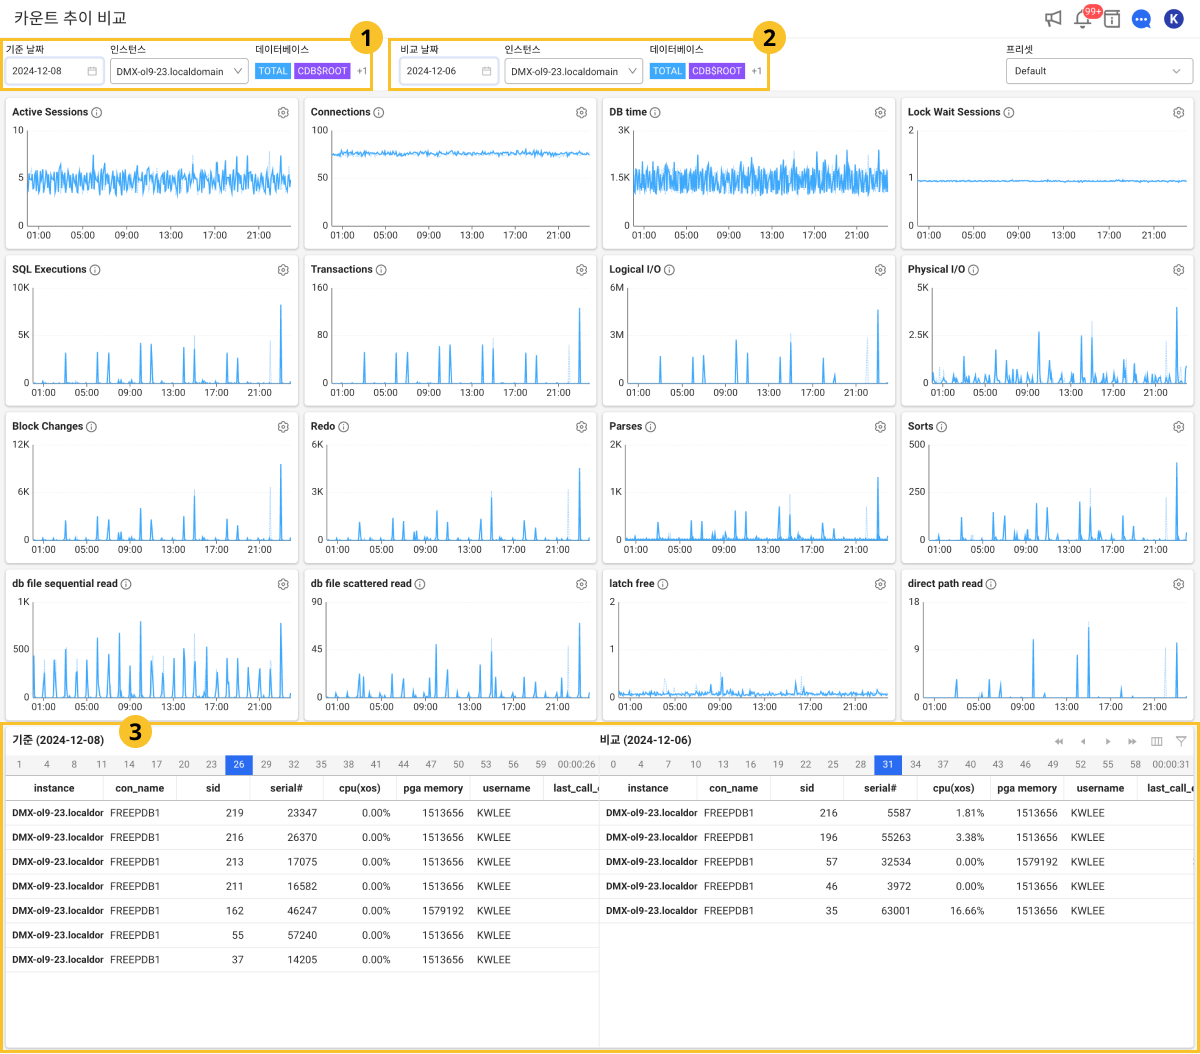 카운트 추이 비교
99+
K
1
2
기준 날짜 인스턴스 데이터베이스
2024-12-08 DMX-ol9-23.localdomain TOTAL CDB$ROOT +1
비교 날짜 인스턴스 데이터베이스
2024-12-06 DMX-ol9-23.localdomain TOTAL CDB$ROOT +1
프리셋
Default
Active Sessions
10
5
0
01:00 05:00 09:00 13:00 17:00 21:00
Connections
100
50
0
01:00 05:00 09:00 13:00 17:00 21:00
DB time
3K
1.5K
0
01:00 05:00 09:00 13:00 17:00 21:00
Lock Wait Sessions
2
1
0
01:00 05:00 09:00 13:00 17:00 21:00
SQL Executions
10K
5K
0
01:00 05:00 09:00 13:00 17:00 21:00
Transactions
160
80
0
01:00 05:00 09:00 13:00 17:00 21:00
Logical I/O
6M
3M
0
01:00 05:00 09:00 13:00 17:00 21:00
Physical I/O
5K
2.5K
0
01:00 05:00 09:00 13:00 17:00 21:00
Block Changes
12K
6K
0
01:00 05:00 09:00 13:00 17:00 21:00
Redo
6K
3K
0
01:00 05:00 09:00 13:00 17:00 21:00
Parses
2K
1K
0
01:00 05:00 09:00 13:00 17:00 21:00
Sorts
500
250
0
01:00 05:00 09:00 13:00 17:00 21:00
db file sequential read
1K
500
0
01:00 05:00 09:00 13:00 17:00 21:00
db file scattered read
90
45
0
01:00 05:00 09:00 13:00 17:00 21:00
latch free
2
1
0
01:00 05:00 09:00 13:00 17:00 21:00
direct path read
18
9
0
01:00 05:00 09:00 13:00 17:00 21:00
3
기준 (2024-12-08)
1 4 8 11 14 17 20 23 26 29 32 35 38 41 44 47 50 53 56 59 00:00:26
instance con_name sid serial# cpu(xos) pga memory username last_call_e
DMX-ol9-23.localdor FREEPDB1 219 23347 0.00% 1513656 KWLEE
DMX-ol9-23.localdor FREEPDB1 216 26370 0.00% 1513656 KWLEE
DMX-ol9-23.localdor FREEPDB1 213 17075 0.00% 1513656 KWLEE
DMX-ol9-23.localdor FREEPDB1 211 16582 0.00% 1513656 KWLEE
DMX-ol9-23.localdor FREEPDB1 162 46247 0.00% 1579192 KWLEE
DMX-ol9-23.localdor FREEPDB1 55 57240 0.00% 1513656 KWLEE
DMX-ol9-23.localdor FREEPDB1 37 14205 0.00% 1513656 KWLEE
비교 (2024-12-06)
0 4 7 10 13 16 19 22 25 28 31 34 37 40 43 46 49 52 55 58 00:00:31
instance con_name sid serial# cpu(xos) pga memory username last_call_e
DMX-ol9-23.localdor FREEPDB1 216 5587 1.81% 1513656 KWLEE
DMX-ol9-23.localdor FREEPDB1 196 55263 3.38% 1513656 KWLEE
DMX-ol9-23.localdor FREEPDB1 57 32534 0.00% 1579192 KWLEE
DMX-ol9-23.localdor FREEPDB1 46 3972 0.00% 1513656 KWLEE
DMX-ol9-23.localdor FREEPDB1 35 63001 16.66% 1513656 KWLEE